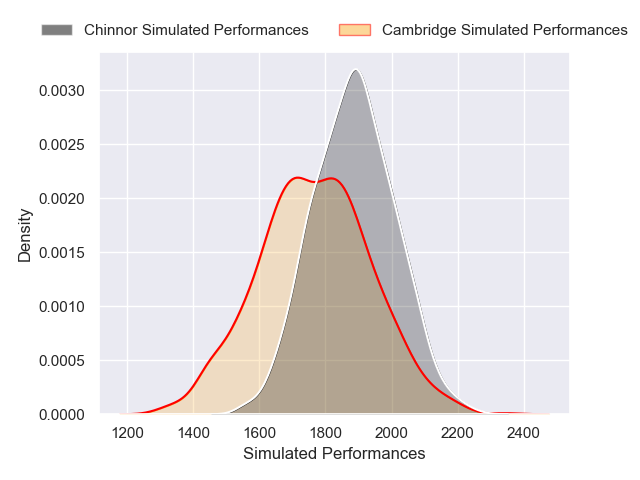 Chinnor Simulated Performances Cambridge Simulated Performances
0.0030
0.0025
0.0020
0.0015
0.0010
0.0005
0.0000
Density
1200 1400 1600 1800 2000 2200 2400
Simulated Performances